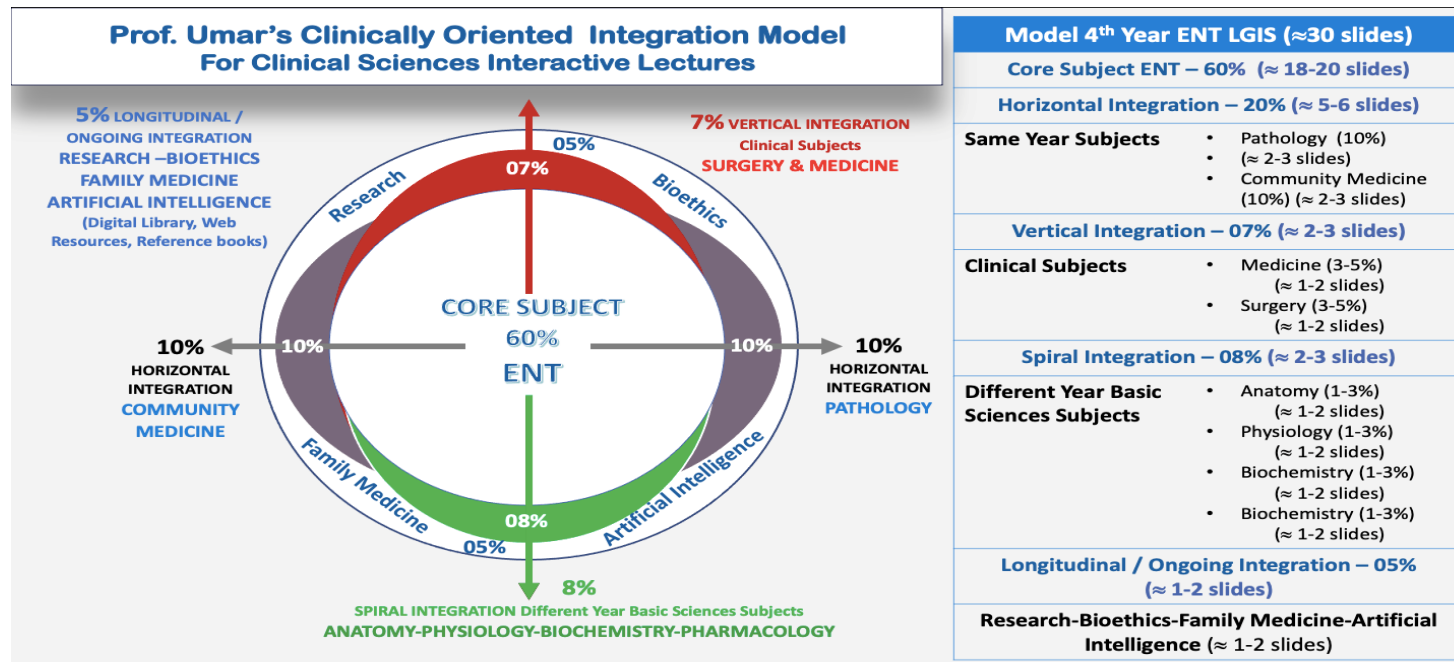 Prof. Umar's Clinically Oriented Integration Model
For Clinical Sciences Interactive Lectures
5% LONGITUDINAL /
ONGOING INTEGRATION
RESEARCH –BIOETHICS
FAMILY MEDICINE
ARTIFICIAL INTELLIGENCE
(Digital Library, Web
Resources, Reference books)
7% VERTICAL INTEGRATION
Clinical Subjects
SURGERY & MEDICINE
05%
07%
Research
Bioethics
CORE SUBJECT
60%
ENT
10%
HORIZONTAL
INTEGRATION
COMMUNITY
MEDICINE
10%
10%
10%
HORIZONTAL
INTEGRATION
PATHOLOGY
Family Medicine
Artificial Intelligence
08%
05%
8%
SPIRAL INTEGRATION Different Year Basic Sciences Subjects
ANATOMY-PHYSIOLOGY-BIOCHEMISTRY-PHARMACOLOGY
Model 4th Year ENT LGIS (≈30 slides)
Core Subject ENT – 60% (≈ 18-20 slides)
Horizontal Integration – 20% (≈ 5-6 slides)
Same Year Subjects
• Pathology (10%)
• (≈ 2-3 slides)
• Community Medicine
(10%) (≈ 2-3 slides)
Vertical Integration – 07% (≈ 2-3 slides)
Clinical Subjects
• Medicine (3-5%)
(≈ 1-2 slides)
• Surgery (3-5%)
(≈ 1-2 slides)
Spiral Integration – 08% (≈ 2-3 slides)
Different Year Basic
Sciences Subjects
• Anatomy (1-3%)
(≈ 1-2 slides)
• Physiology (1-3%)
(≈ 1-2 slides)
• Biochemistry (1-3%)
(≈ 1-2 slides)
• Biochemistry (1-3%)
(≈ 1-2 slides)
Longitudinal / Ongoing Integration – 05%
(≈ 1-2 slides)
Research-Bioethics-Family Medicine-Artificial
Intelligence (≈ 1-2 slides)